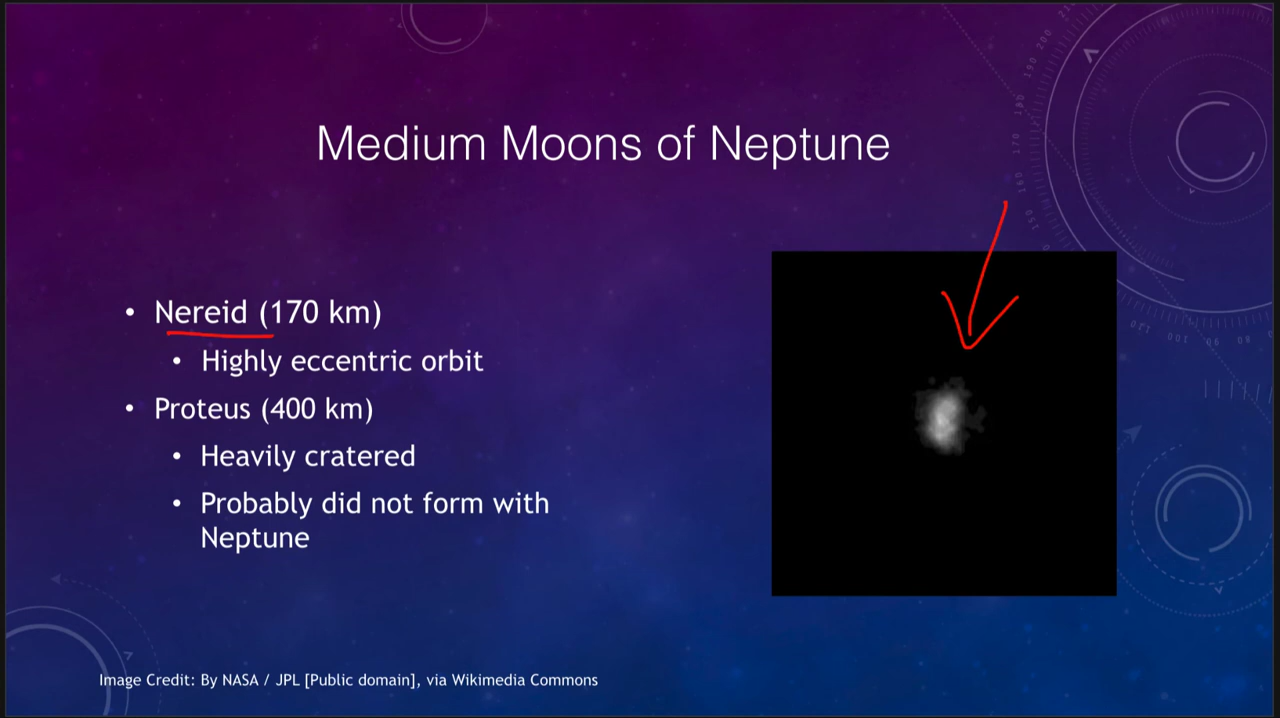 Medium Moons of Neptune
• Nereid (170 km)
• Highly eccentric orbit
• Proteus (400 km)
• Heavily cratered
• Probably did not form with
Neptune
Image Credit: By NASA / JPL [Public domain], via Wikimedia Commons